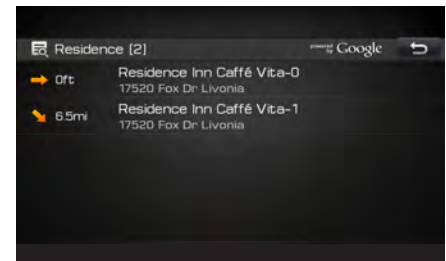 Residence (2)
powered by Google
0ft
Residence Inn Caffé Vita-0
17520 Fox Dr Livonia
6.5mi
Residence Inn Caffé Vita-1
17520 Fox Dr Livonia